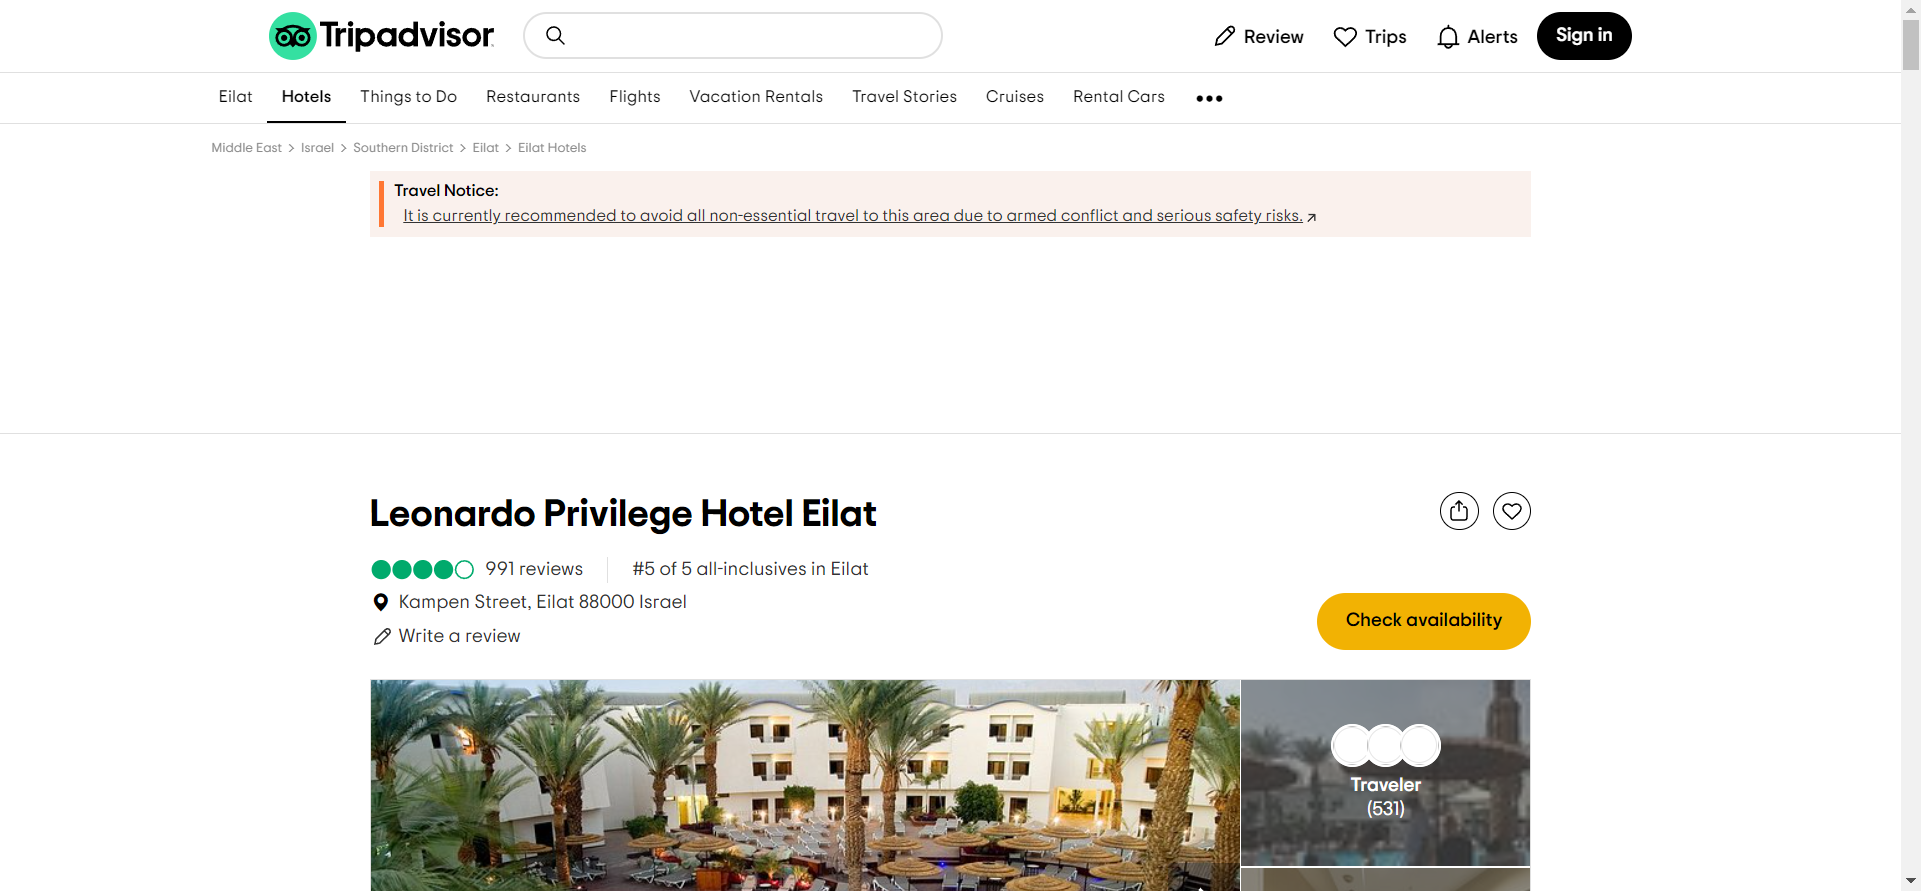 Tripadvisor
Review
Trips
Alerts
Sign in
Eilat
Hotels
Things to Do
Restaurants
Flights
Vacation Rentals
Travel Stories
Cruises
Rental Cars
Middle East > Israel > Southern District > Eilat > Eilat Hotels
Travel Notice:
It is currently recommended to avoid all non-essential travel to this area due to armed conflict and serious safety risks.
Leonardo Privilege Hotel Eilat
991 reviews
#5 of 5 all-inclusives in Eilat
Kampen Street, Eilat 88000 Israel
Write a review
Check availability
Traveler
(531)